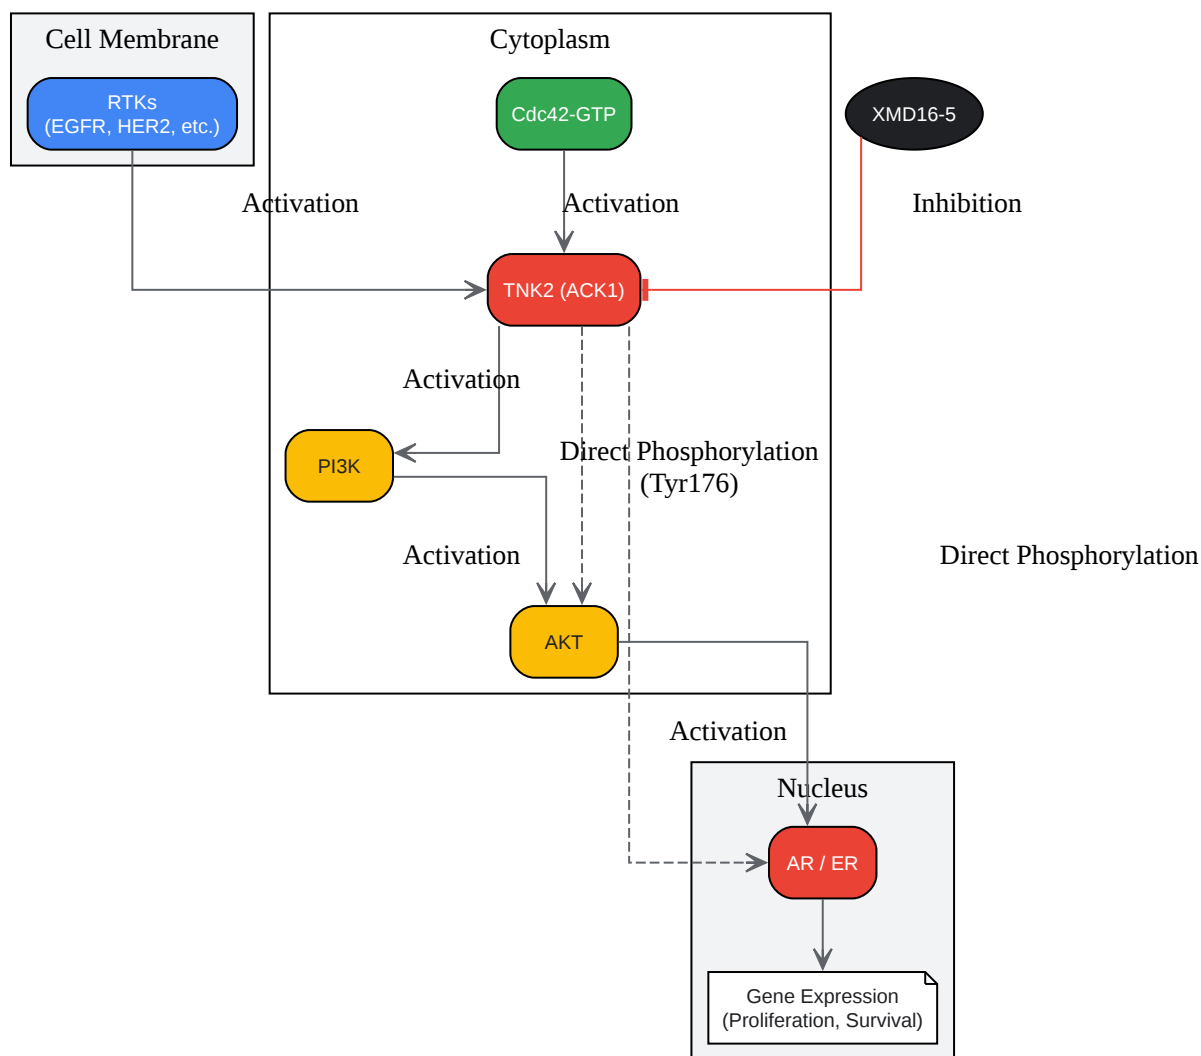 Cell Membrane
Cytoplasm
RTKs
(EGFR, HER2, etc.)
Cdc42-GTP
XMD16-5
Activation
Activation
Inhibition
TNK2 (ACK1)
Activation
Direct Phosphorylation
(Tyr176)
PI3K
Activation
Direct Phosphorylation
AKT
Activation
Nucleus
AR / ER
Gene Expression
(Proliferation, Survival)